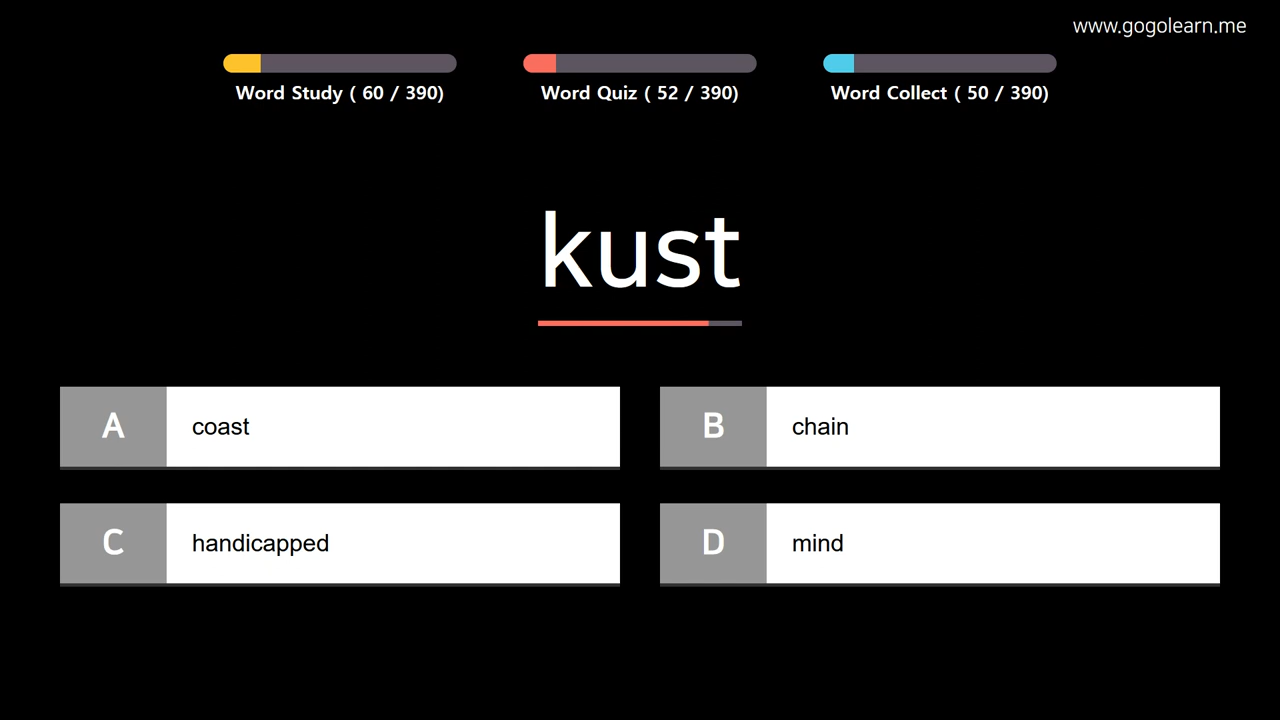 www.gogolearn.me
Word Study ( 60 / 390)
Word Quiz ( 52 / 390)
Word Collect ( 50 / 390)
kust
A coast
B chain
C handicapped
D mind